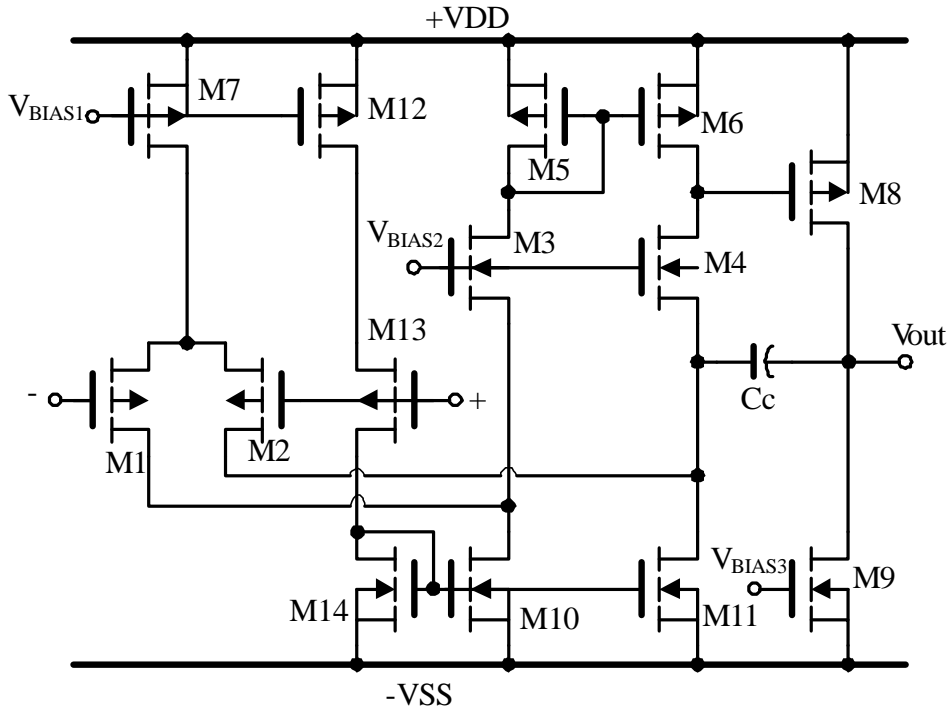 +VDD
VBIAS1
M7
M12
M5
M6
M8
VBIAS2
M3
M4
M13
Vout
-
+
Cc
M1
M2
VBIAS3
M9
M14
M10
M11
-VSS